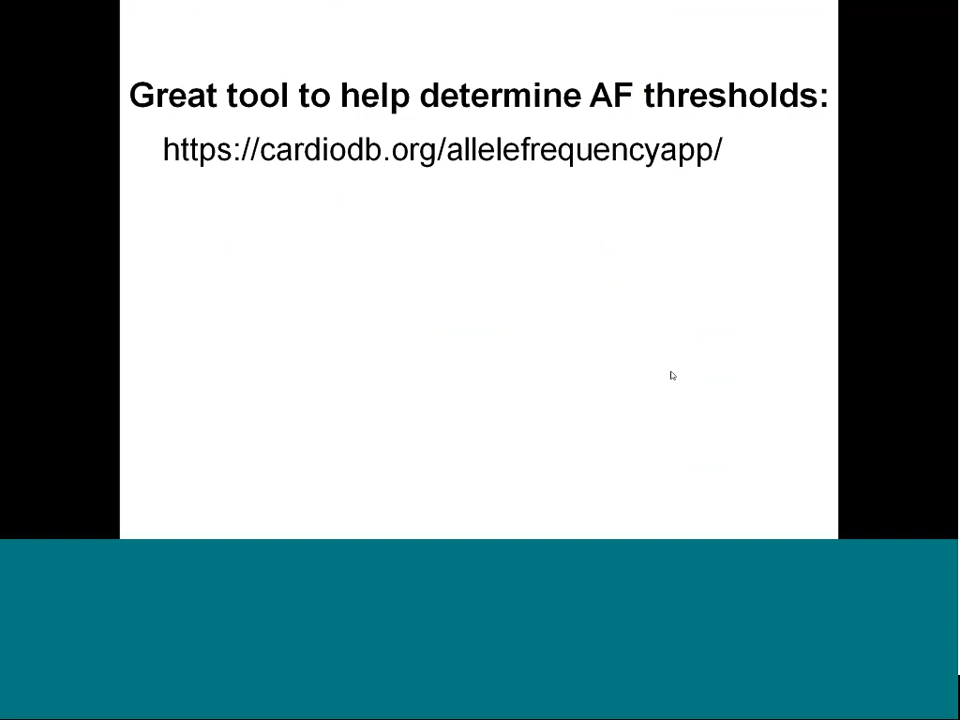 Great tool to help determine AF thresholds:
https://cardiodb.org/allelefrequencyapp/